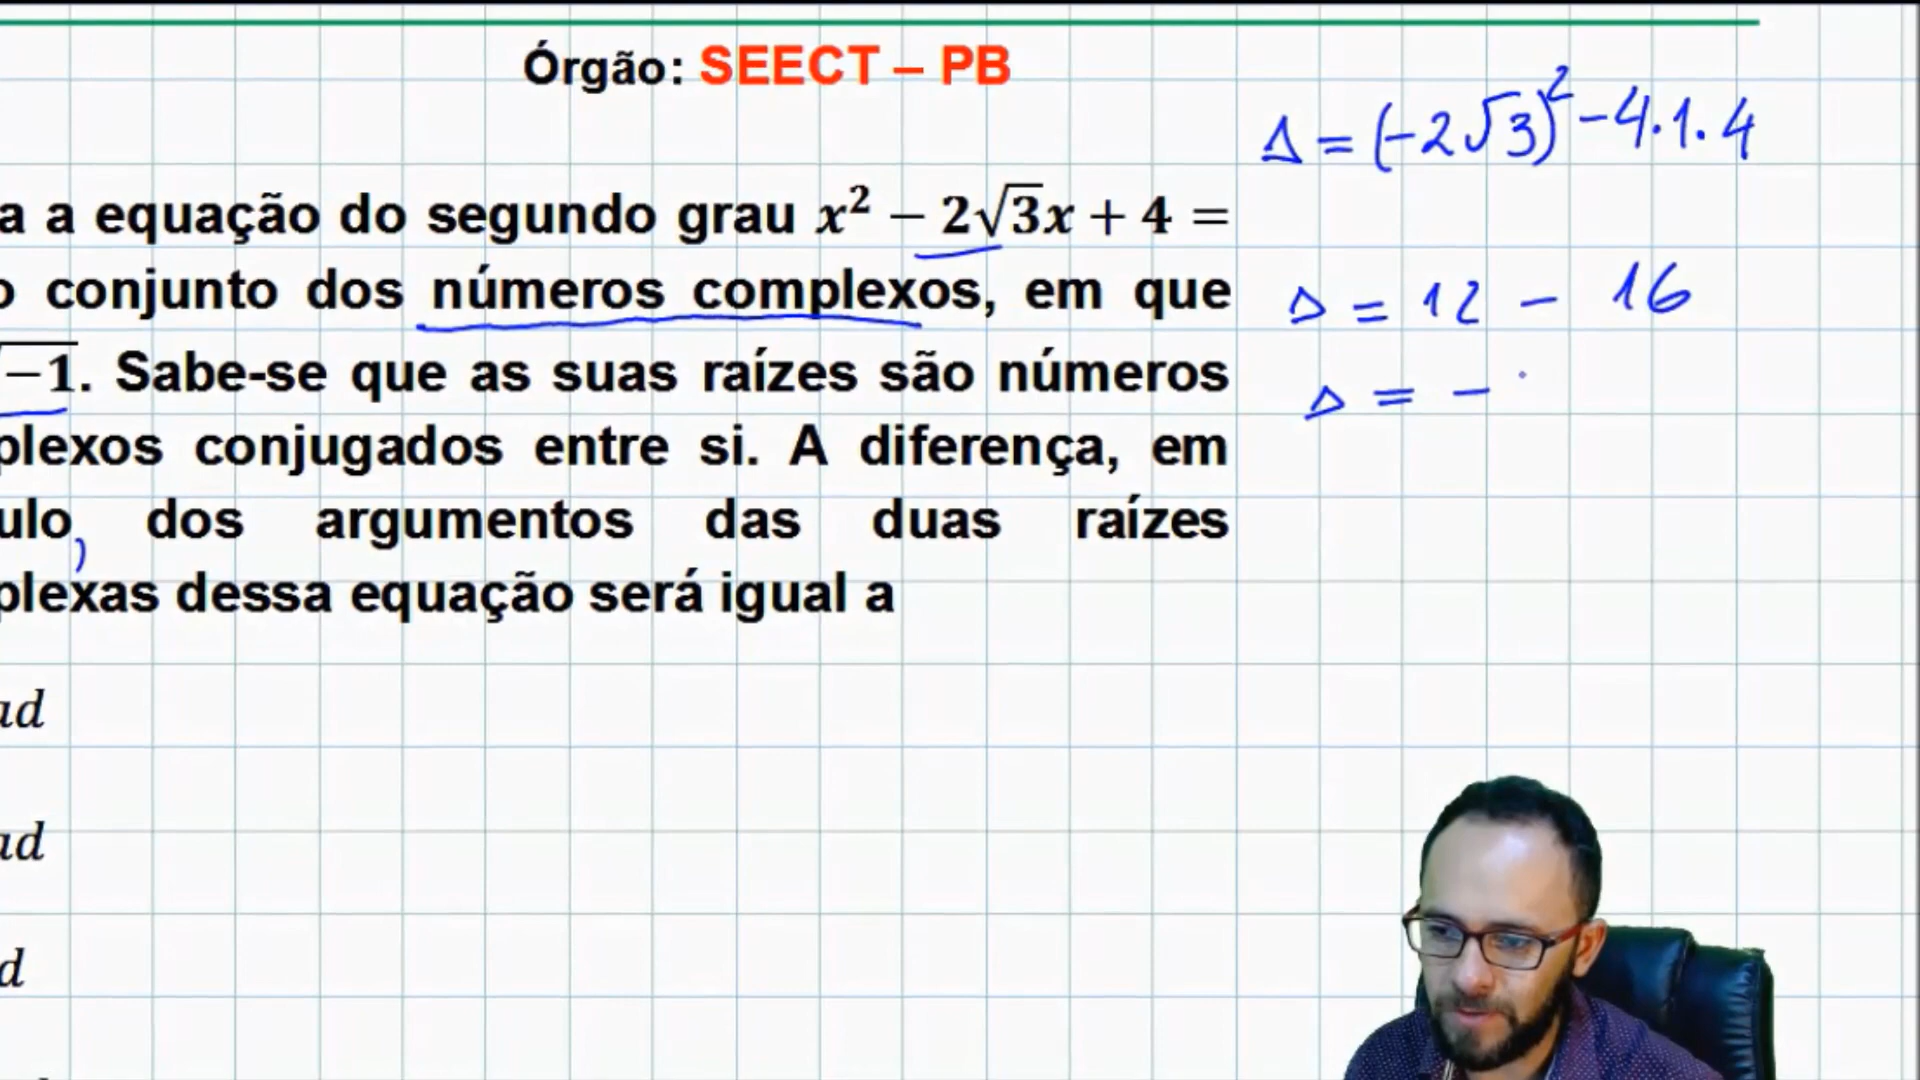 Órgão: SEECT – PB
Δ = (-2√3)² - 4.1.4
a a equação do segundo grau x² − 2√3x + 4 =
o conjunto dos números complexos, em que
Δ = 12 - 16
−1. Sabe-se que as suas raízes são números
Δ = -
plexos conjugados entre si. A diferença, em
ulo, dos argumentos das duas raízes
plexas dessa equação será igual a
ad
ad
d